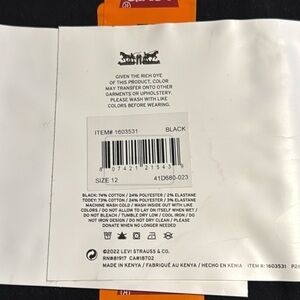 GIVEN THE RICH DYE
OF THIS PRODUCT, COLOR
MAY TRANSFER ONTO OTHER
GARMENTS OR UPHOLSTERY.
PLEASE WASH WITH LIKE
COLORS BEFORE WEARING.
ITEM# 1603531 BLACK
8 07421 21543
SIZE 12 41D680-023
BLACK: 74% COTTON / 24% POLYESTER / 2% ELASTANE
TODEY: 73% COTTON / 24% POLYESTER / 3% ELASTANE
MACHINE WASH COLD / WASH INSIDE OUT WITH LIKE
COLORS / DO NOT ALLOW TO LAY ON ITSELF WHEN WET /
DO NOT BLEACH / TUMBLE DRY LOW / COOL IRON / DO
NOT IRON DESIGN / DO NOT DRY CLEAN / PLEASE
DONATE WHEN NO LONGER NEEDED
©2022 LEVI STRAUSS & CO.
RN881917 CAR18702
MADE IN KENYA / FABRIQUÉ AU KENYA / HECHO EN KENIA
ITEM#: 1603531